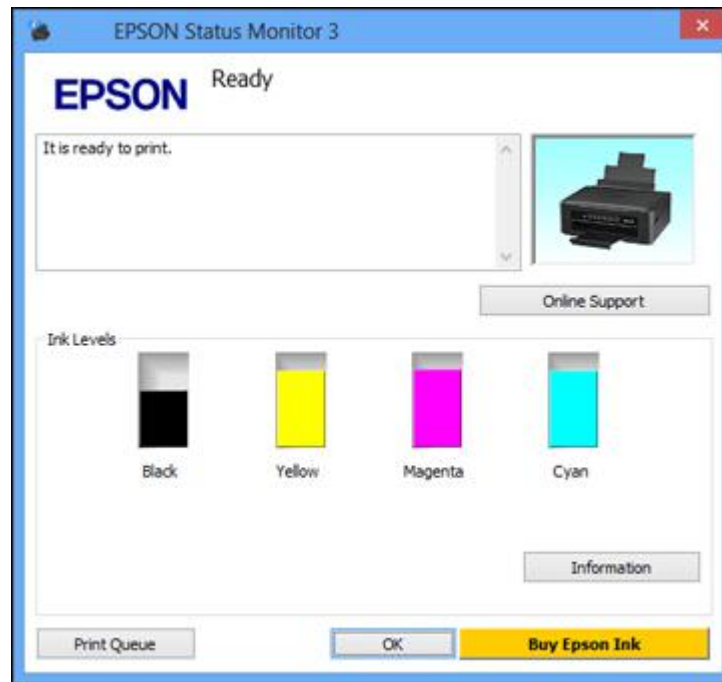 EPSON Status Monitor 3
EPSON
Ready
It is ready to print.
Online Support
Ink Levels
Black
Yellow
Magenta
Cyan
Information
Print Queue
OK
Buy Epson Ink